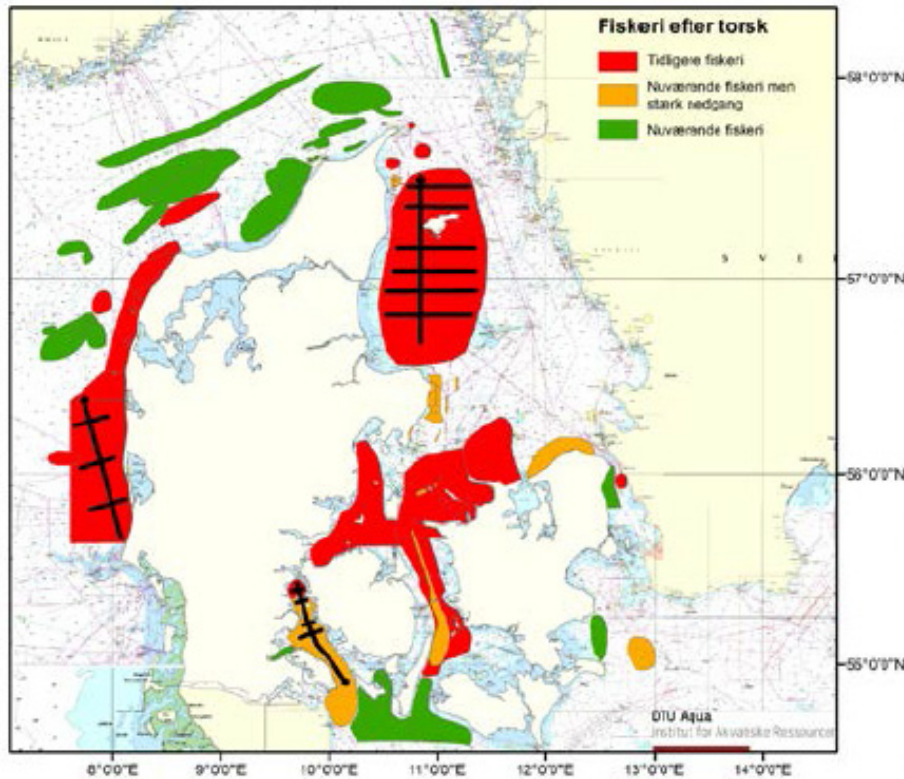 Fiskeri efter torsk
Tidligere fiskeri
Nuværende fiskeri men
stærk nedgang
Nuværende fiskeri
58°0'0"N
57°0'0"N
S V E
56°0'0"N
55°0'0"N
DTU Aqua
Institut for Akvatiske Ressourcer
8°0'0"E 9°0'0"E 10°0'0"E 11°0'0"E 12°0'0"E 13°0'0"E 14°0'0"E